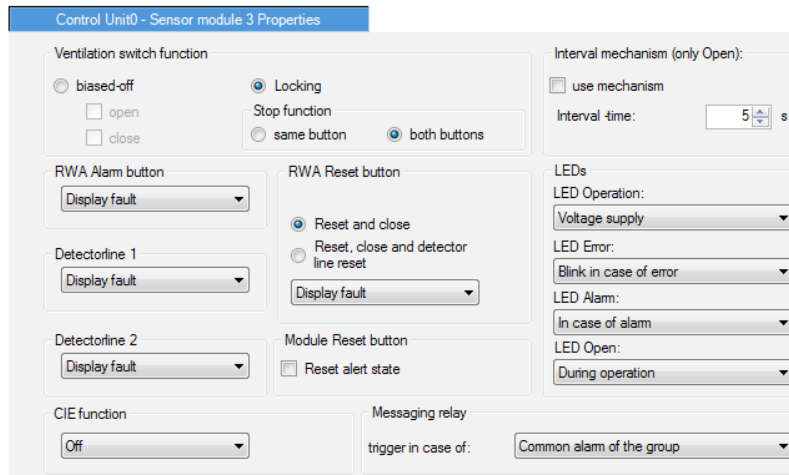 Control Unit0 - Sensor module 3 Properties
Ventilation switch function
biased-off
open
close
Locking
Stop function
same button
both buttons
Interval mechanism (only Open):
use mechanism
Interval -time:
5
s
RWA Alarm button
Display fault
RWA Reset button
Reset and close
Reset, close and detector
line reset
Display fault
Detectorline 1
Display fault
Detectorline 2
Display fault
Module Reset button
Reset alert state
LEDs
LED Operation:
Voltage supply
LED Error:
Blink in case of error
LED Alarm:
In case of alarm
LED Open:
During operation
CIE function
Off
Messaging relay
trigger in case of:
Common alarm of the group